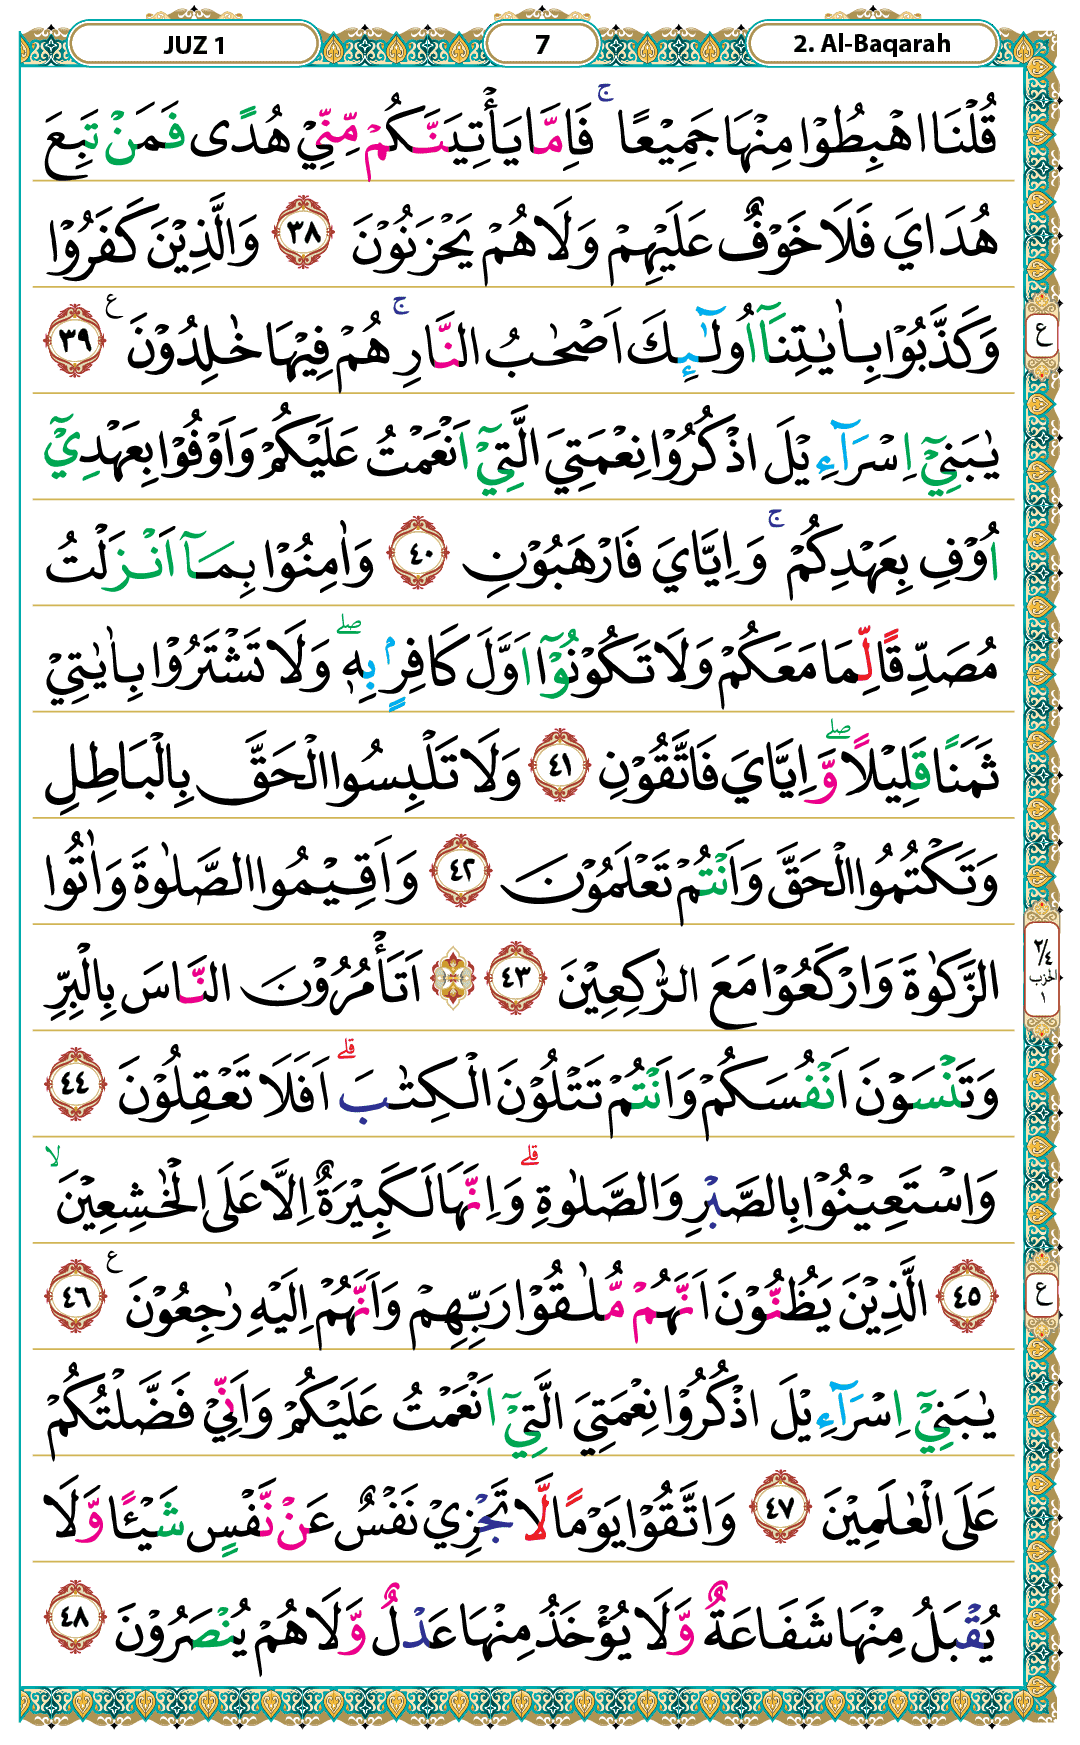 JUZ 1
7
2. Al-Baqarah
قُلْنَا اهْبِطُوْا مِنْهَا جَمِيْعًا ۚ فَاِمَّا يَأْتِيَنَّكُمْ مِّنِّيْ هُدًى فَمَنْ تَبِعَ
هُدَايَ فَلَا خَوْفٌ عَلَيْهِمْ وَلَا هُمْ يَحْزَنُوْنَ ٣٨ وَالَّذِيْنَ كَفَرُوْا
وَكَذَّبُوْا بِاٰيٰتِنَآ اُولٰۤىِٕكَ اَصْحٰبُ النَّارِ ۚ هُمْ فِيْهَا خٰلِدُوْنَ ع ٣٩
ع
يٰبَنِيْٓ اِسْرَاۤءِيْلَ اذْكُرُوْا نِعْمَتِيَ الَّتِيْٓ اَنْعَمْتُ عَلَيْكُمْ وَاَوْفُوْا بِعَهْدِيْٓ
اُوْفِ بِعَهْدِكُمْ ۚ وَاِيَّايَ فَارْهَبُوْنِ ٤٠ وَاٰمِنُوْا بِمَآ اَنْزَلْتُ
مُصَدِّقًا لِّمَا مَعَكُمْ وَلَا تَكُوْنُوْٓا اَوَّلَ كَافِرٍۢ بِهٖ ۖ وَلَا تَشْتَرُوْا بِاٰيٰتِيْ
ثَمَنًا قَلِيْلًا ۖ وَّاِيَّايَ فَاتَّقُوْنِ ٤١ وَلَا تَلْبِسُوا الْحَقَّ بِالْبَاطِلِ
وَتَكْتُمُوا الْحَقَّ وَاَنْتُمْ تَعْلَمُوْنَ ٤٢ وَاَقِيْمُوا الصَّلٰوةَ وَاٰتُوا
الزَّكٰوةَ وَارْكَعُوْا مَعَ الرّٰكِعِيْنَ ٤٣ اَتَأْمُرُوْنَ النَّاسَ بِالْبِرِّ
٢/٤
الحزب
١
وَتَنْسَوْنَ اَنْفُسَكُمْ وَاَنْتُمْ تَتْلُوْنَ الْكِتٰبَ ۗ اَفَلَا تَعْقِلُوْنَ ٤٤
وَاسْتَعِيْنُوْا بِالصَّبْرِ وَالصَّلٰوةِ ۗ وَاِنَّهَا لَكَبِيْرَةٌ اِلَّا عَلَى الْخٰشِعِيْنَ ۙ
٤٥ الَّذِيْنَ يَظُنُّوْنَ اَنَّهُمْ مُّلٰقُوْا رَبِّهِمْ وَاَنَّهُمْ اِلَيْهِ رٰجِعُوْنَ ع ٤٦
ع
يٰبَنِيْٓ اِسْرَاۤءِيْلَ اذْكُرُوْا نِعْمَتِيَ الَّتِيْٓ اَنْعَمْتُ عَلَيْكُمْ وَاَنِّيْ فَضَّلْتُكُمْ
عَلَى الْعٰلَمِيْنَ ٤٧ وَاتَّقُوْا يَوْمًا لَّا تَجْزِيْ نَفْسٌ عَنْ نَّفْسٍ شَيْـًٔا وَّلَا
يُقْبَلُ مِنْهَا شَفَاعَةٌ وَّلَا يُؤْخَذُ مِنْهَا عَدْلٌ وَّلَا هُمْ يُنْصَرُوْنَ ٤٨